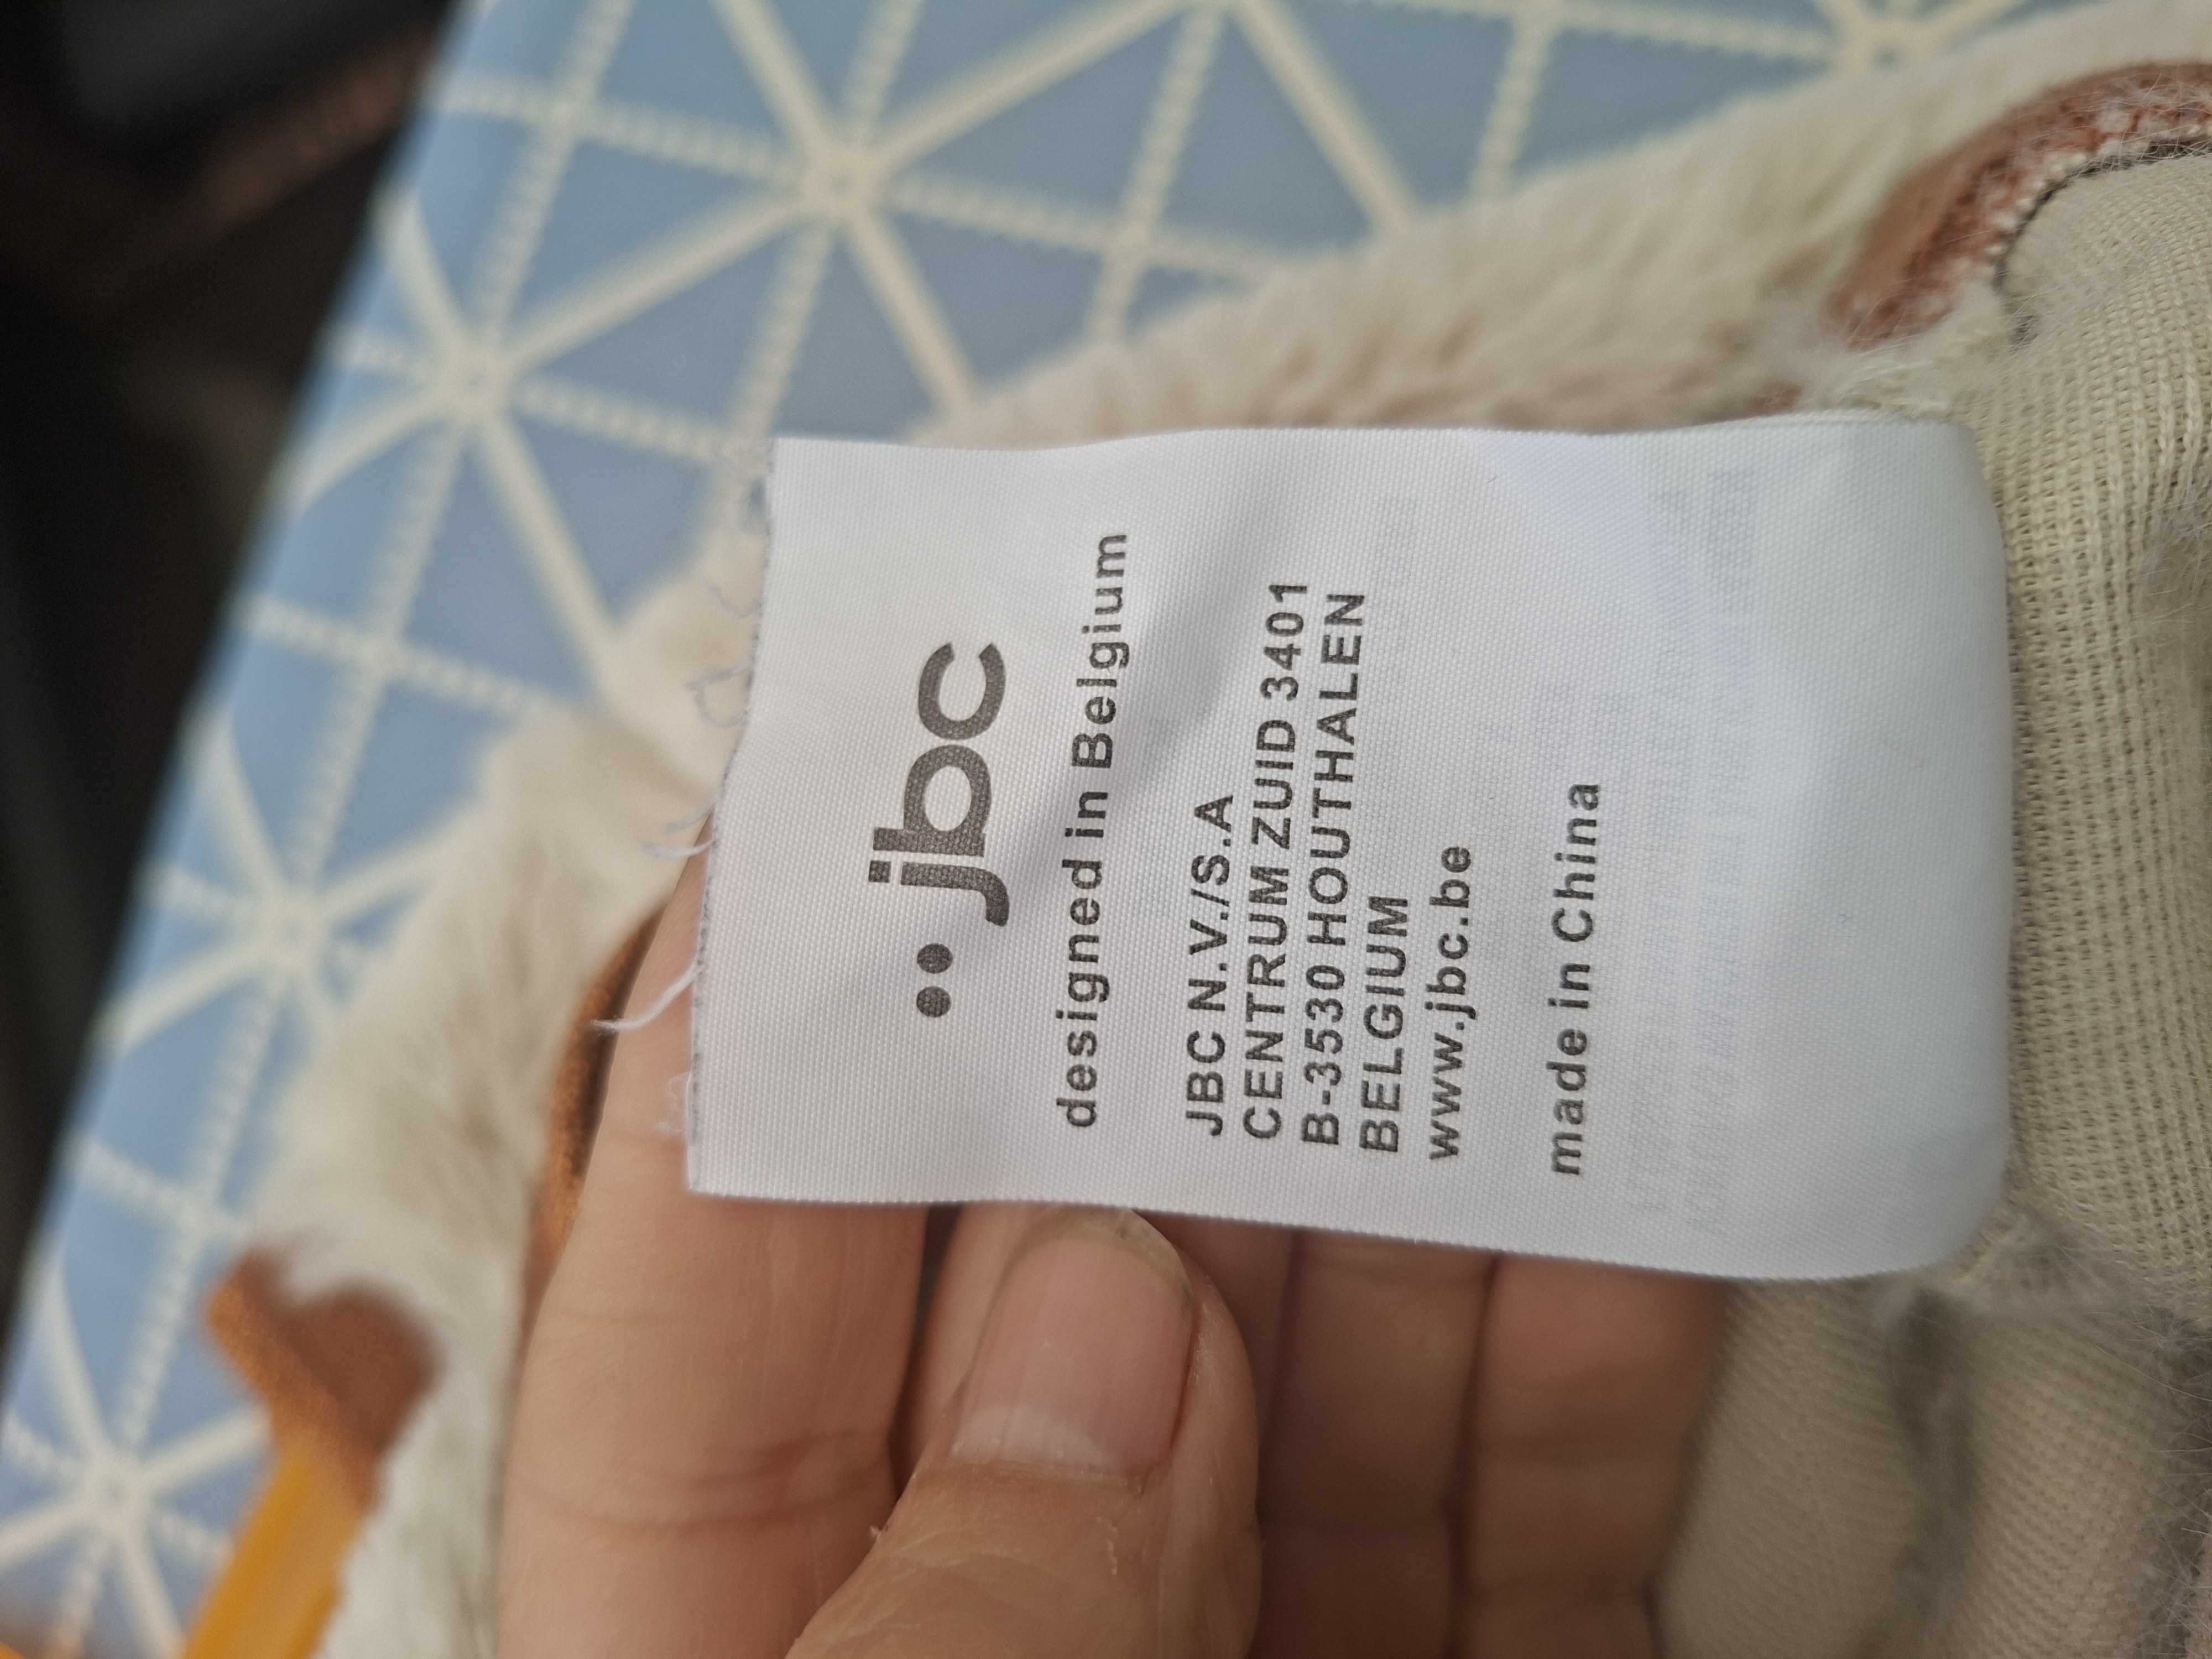 jbc
designed in Belgium
JBC N.V./S.A
CENTRUM ZUID 3401
B-3530 HOUTHALEN
BELGIUM
www.jbc.be
made in China